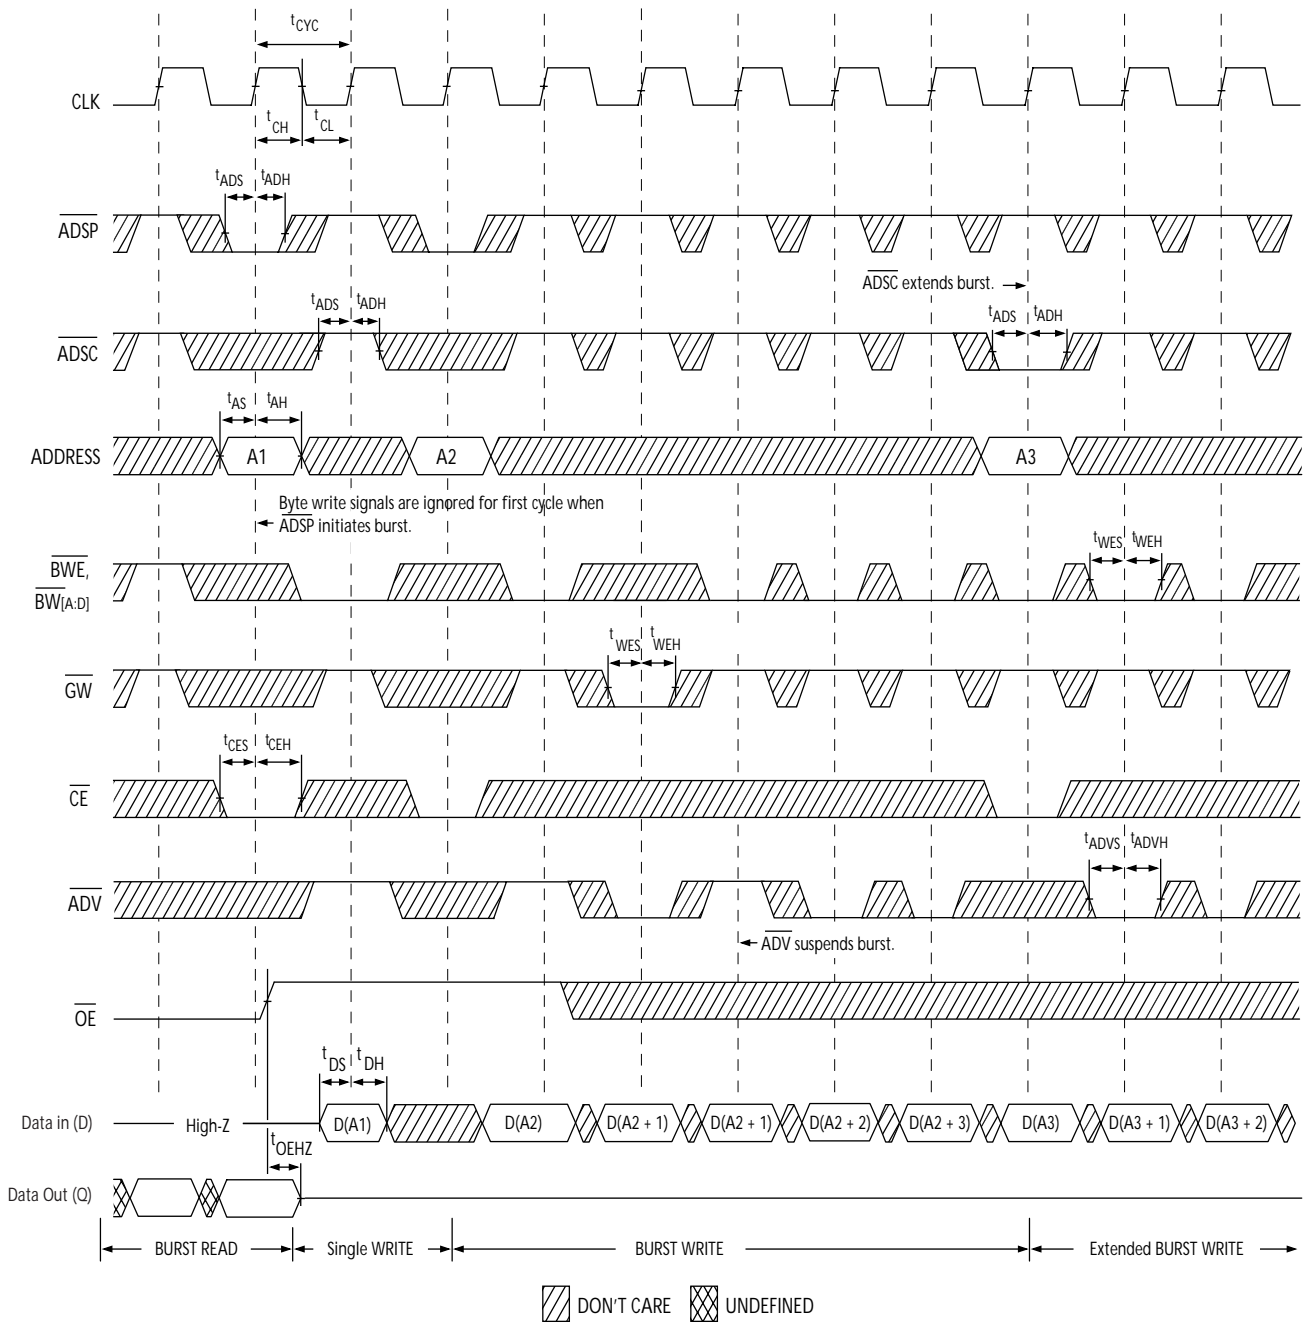 tCYC
CLK
tCH
tCL
tADS
tADH
ADSP
ADSC extends burst.
tADS
tADH
tADS
tADH
ADSC
tAS
tAH
ADDRESS
A1
A2
A3
Byte write signals are ignored for first cycle when
ADSP initiates burst.
BWE,
BW[A:D]
tWES
tWEH
tWES
tWEH
GW
tCES
tCEH
CE
tADVS
tADVH
ADV
ADV suspends burst.
OE
tDS
tDH
Data in (D)
High-Z
D(A1)
D(A2)
D(A2 + 1)
D(A2 + 1)
D(A2 + 2)
D(A2 + 3)
D(A3)
D(A3 + 1)
D(A3 + 2)
tOEHZ
Data Out (Q)
BURST READ
Single WRITE
BURST WRITE
Extended BURST WRITE
DON'T CARE
UNDEFINED